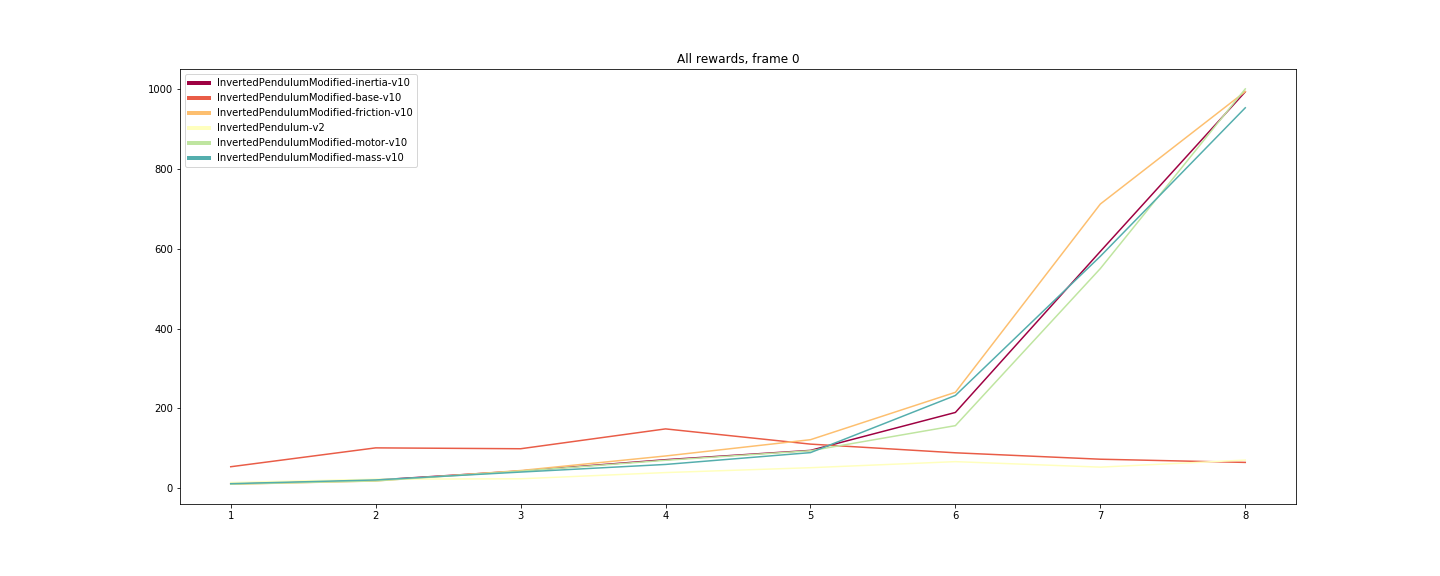 All rewards, frame 0
InvertedPendulumModified-inertia-v10
InvertedPendulumModified-base-v10
InvertedPendulumModified-friction-v10
InvertedPendulum-v2
InvertedPendulumModified-motor-v10
InvertedPendulumModified-mass-v10
1000
800
600
400
200
0
1 2 3 4 5 6 7 8